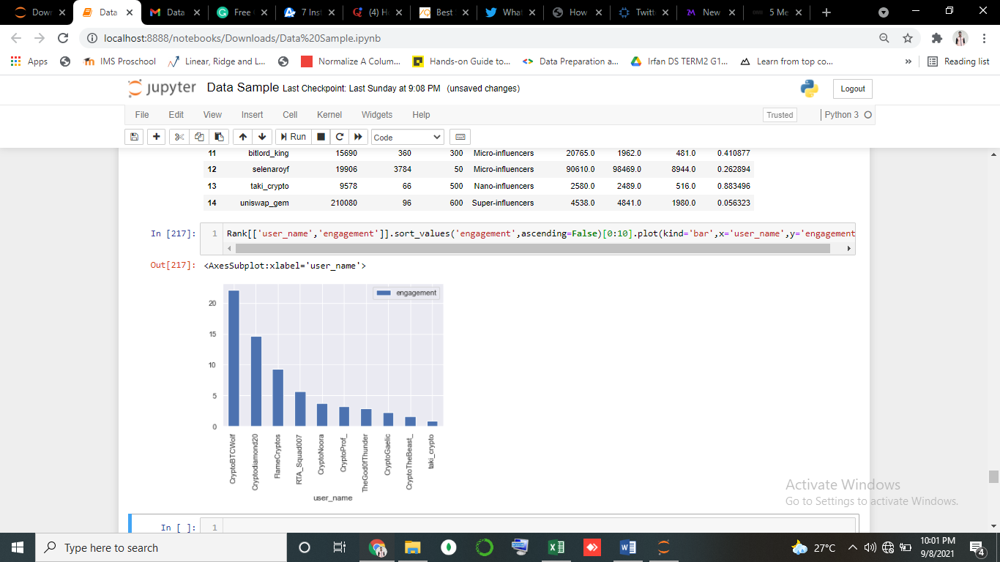 Down Data Data Free 7 Inst (4) H Best What How Twitt New 5 Me
localhost:8888/notebooks/Downloads/Data%20Sample.ipynb
Apps IMS Proschool Linear, Ridge and L... Normalize A Colum... Hands-on Guide to... Data Preparation a... Irfan DS TERM2 G1... Learn from top co... » Reading list
jupyter Data Sample Last Checkpoint: Last Sunday at 9:08 PM (unsaved changes) Logout
File Edit View Insert Cell Kernel Widgets Help Trusted Python 3
Run Code
11 bitlord_king 15690 360 300 Micro-influencers 20765.0 1962.0 481.0 0.410877
12 selenaroyf 19906 3784 50 Micro-influencers 90610.0 98469.0 8944.0 0.262894
13 taki_crypto 9578 66 500 Nano-influencers 2580.0 2489.0 516.0 0.883496
14 uniswap_gem 210080 96 600 Super-influencers 4538.0 4841.0 1980.0 0.056323
In [217]: 1 Rank[['user_name','engagement']].sort_values('engagement',ascending=False)[0:10].plot(kind='bar',x='user_name',y='engagement
Out[217]: <AxesSubplot:xlabel='user_name'>
engagement
20
15
10
5
0
CryptoBTCWolf
Cryptodiamond20
FlameCryptos
RTA_Squad007
CryptoNoora
CryptoProf_
TheGod0fThunder
CryptoGaelic
CryptoTheBeast_
taki_crypto
user_name
Activate Windows
Go to Settings to activate Windows.
In [ ]: 1
Type here to search
27°C
10:01 PM
9/8/2021
4